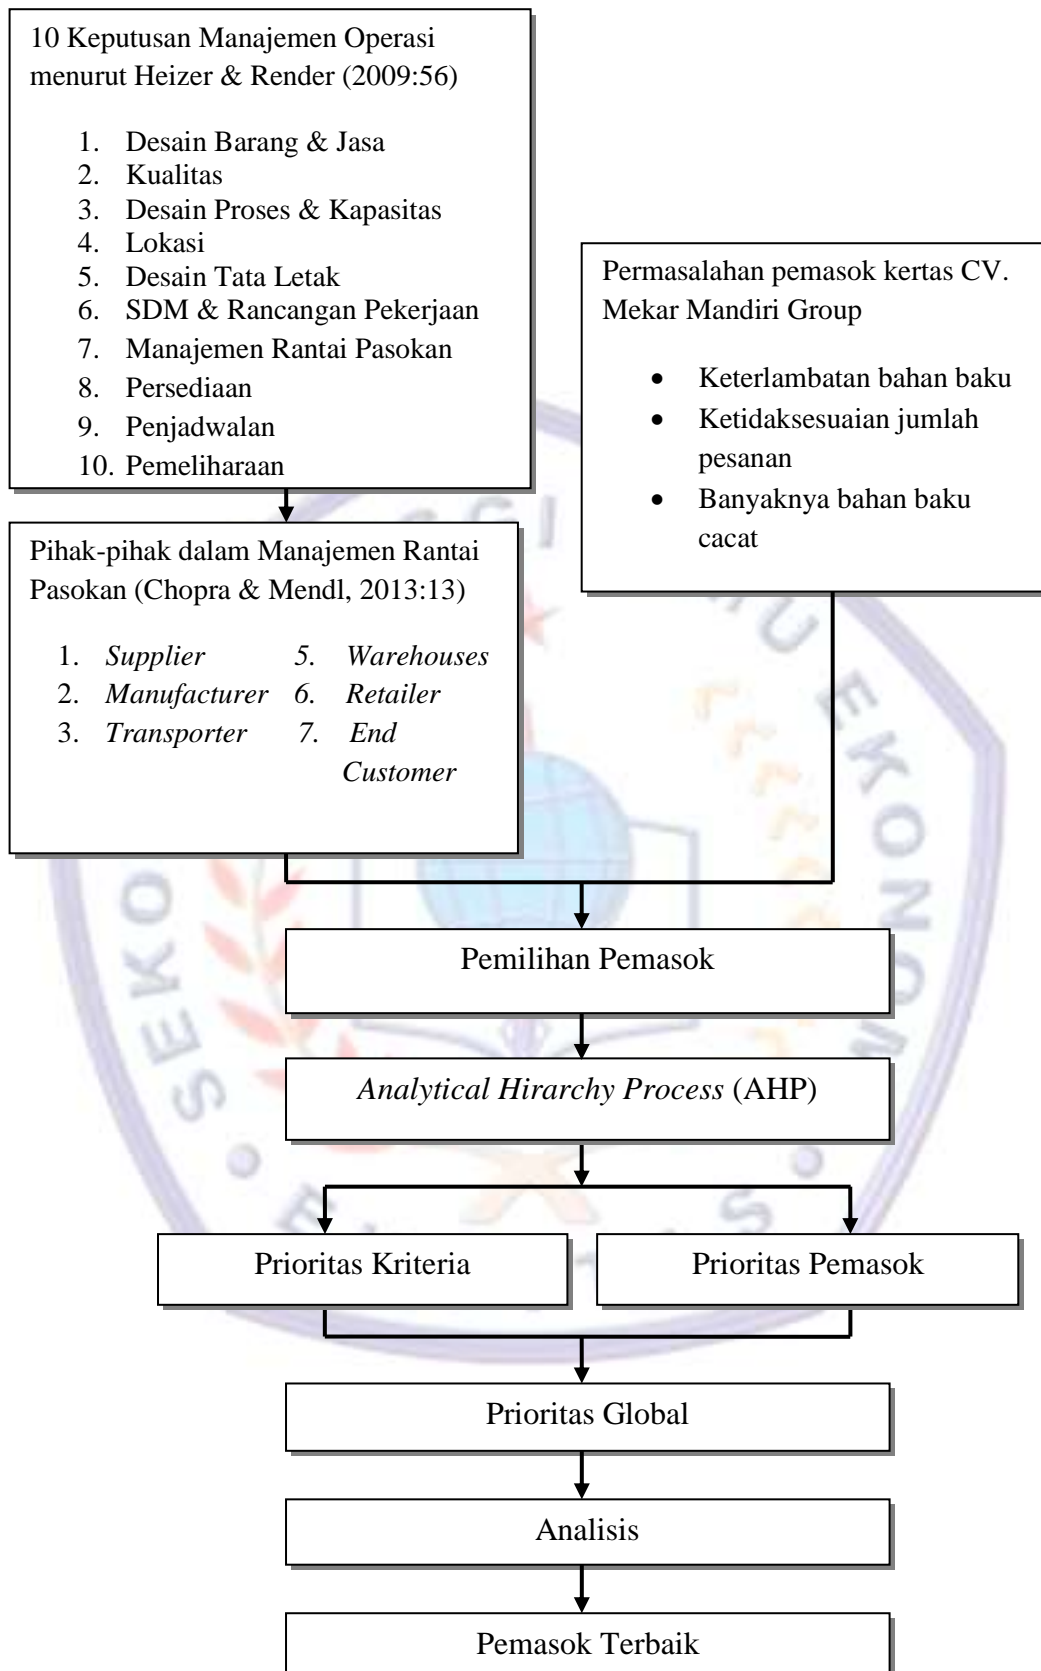 10 Keputusan Manajemen Operasi
menurut Heizer & Render (2009:56)
1. Desain Barang & Jasa
2. Kualitas
3. Desain Proses & Kapasitas
4. Lokasi
5. Desain Tata Letak
6. SDM & Rancangan Pekerjaan
7. Manajemen Rantai Pasokan
8. Persediaan
9. Penjadwalan
10. Pemeliharaan
Permasalahan pemasok kertas CV.
Mekar Mandiri Group
• Keterlambatan bahan baku
• Ketidaksesuaian jumlah
pesanan
• Banyaknya bahan baku
cacat
Pihak-pihak dalam Manajemen Rantai
Pasokan (Chopra & Mendl, 2013:13)
1. Supplier 5. Warehouses
2. Manufacturer 6. Retailer
3. Transporter 7. End
Customer
Pemilihan Pemasok
Analytical Hirarchy Process (AHP)
Prioritas Kriteria
Prioritas Pemasok
Prioritas Global
Analisis
Pemasok Terbaik
SEKO
MU EKONOM